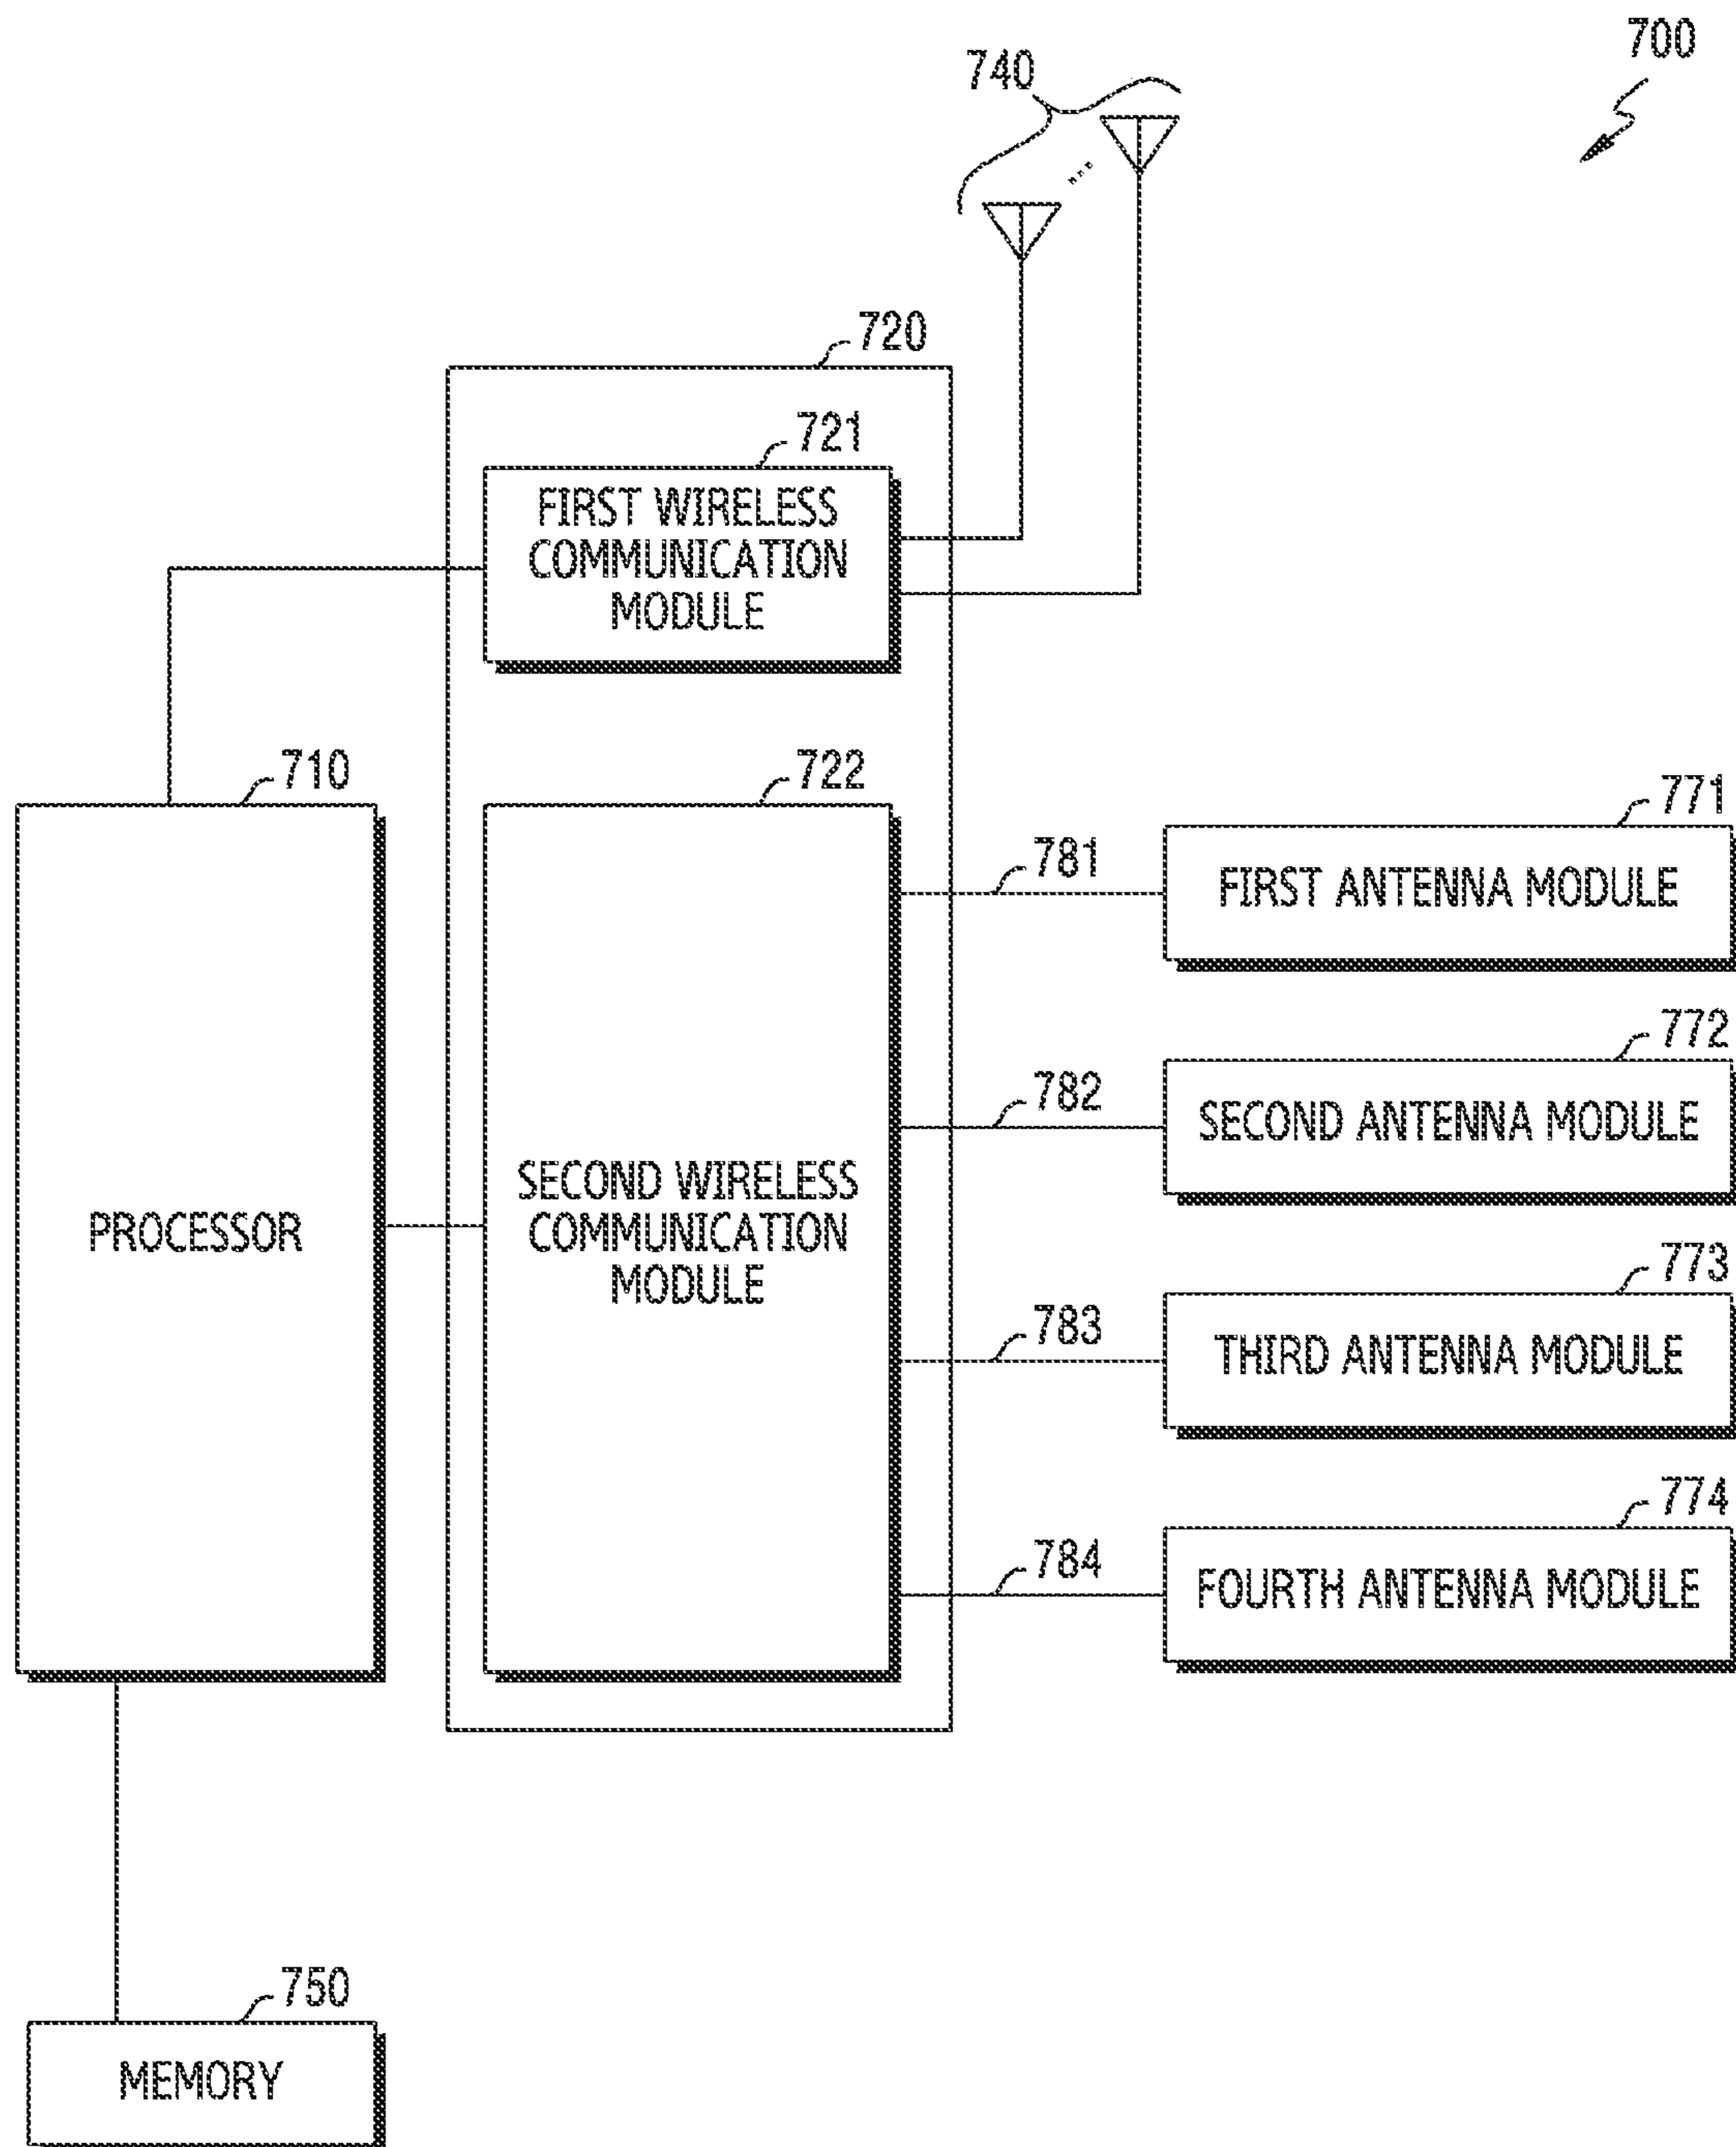 700
740
720
721
FIRST WIRELESS
COMMUNICATION
MODULE
710
PROCESSOR
722
SECOND WIRELESS
COMMUNICATION
MODULE
781
771
FIRST ANTENNA MODULE
782
772
SECOND ANTENNA MODULE
783
773
THIRD ANTENNA MODULE
784
774
FOURTH ANTENNA MODULE
750
MEMORY